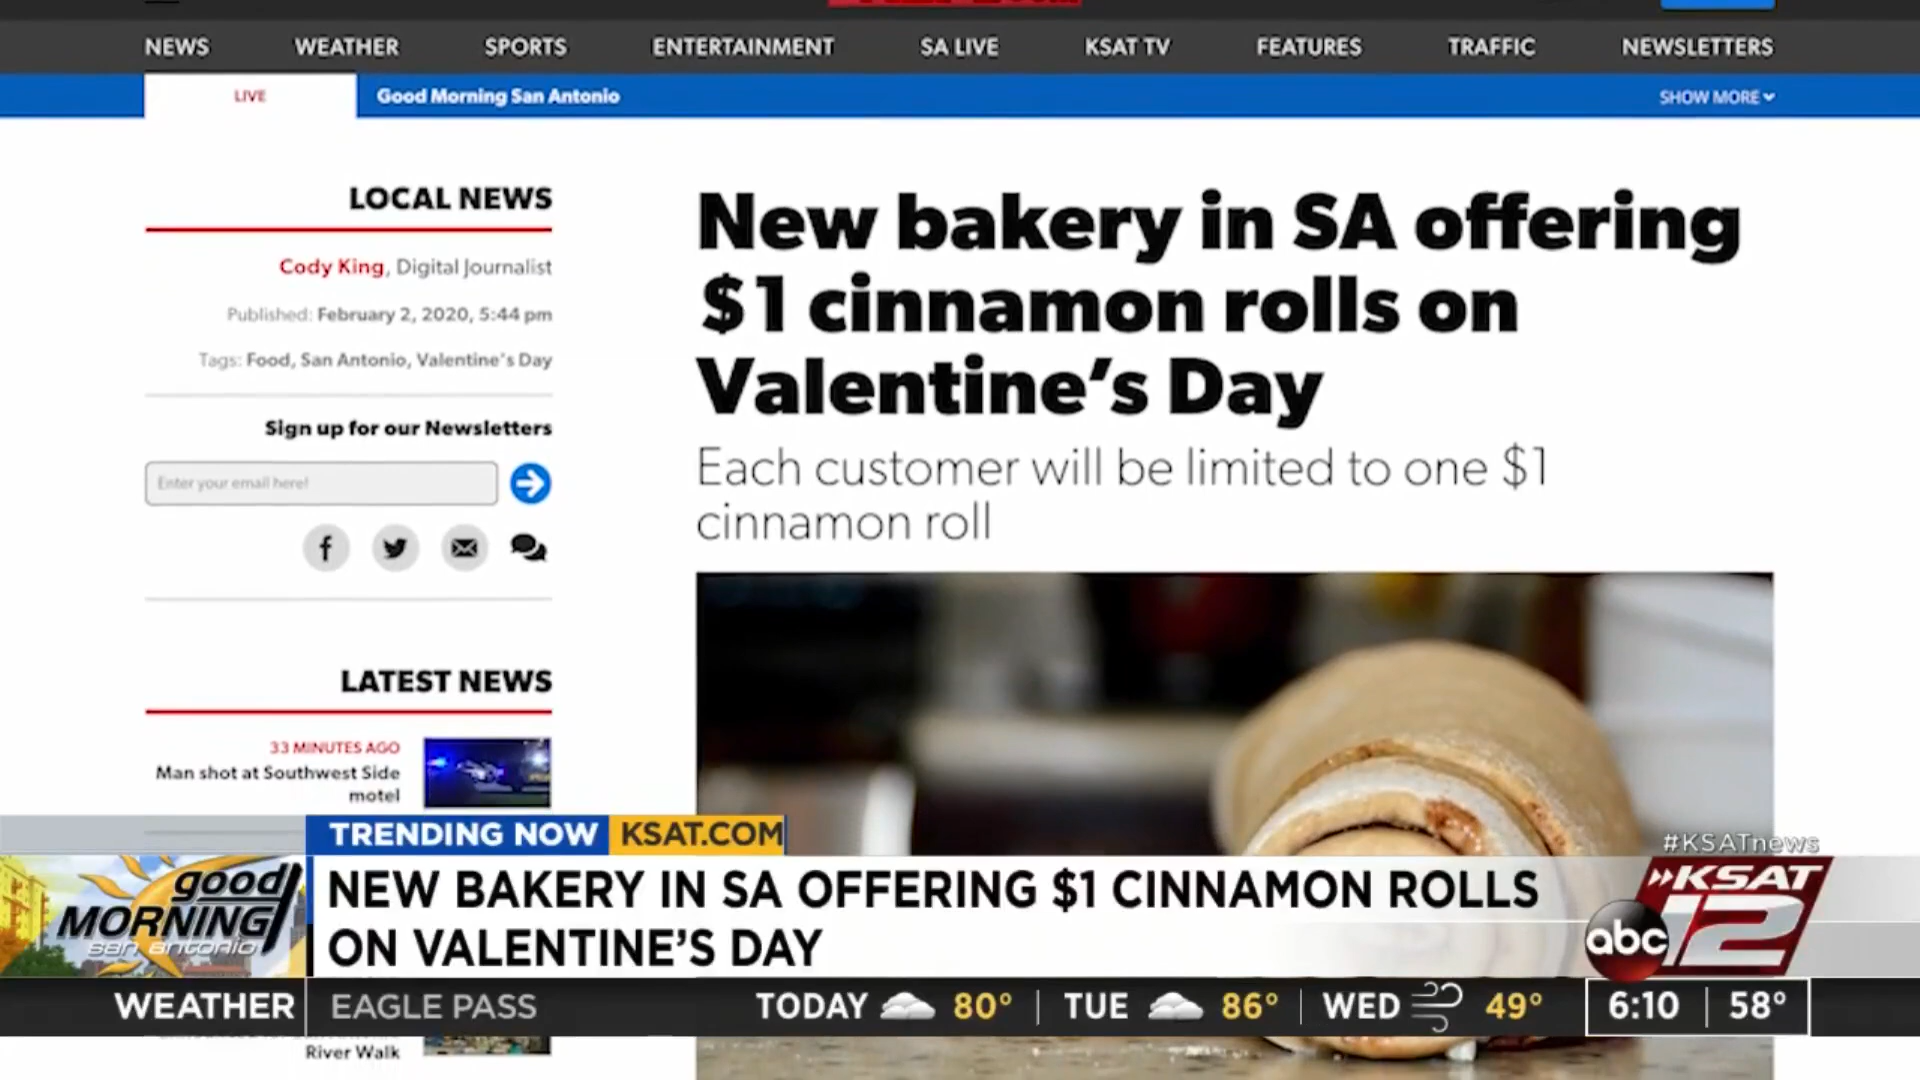 NEWS WEATHER SPORTS ENTERTAINMENT SA LIVE KSAT TV FEATURES TRAFFIC NEWSLETTERS
LIVE Good Morning San Antonio SHOW MORE
LOCAL NEWS
Cody King, Digital Journalist
Published: February 2, 2020, 5:44 pm
Tags: Food, San Antonio, Valentine's Day
Sign up for our Newsletters
Enter your email here!
LATEST NEWS
33 MINUTES AGO
Man shot at Southwest Side
motel
New bakery in SA offering
$1 cinnamon rolls on
Valentine's Day
Each customer will be limited to one $1
cinnamon roll
TRENDING NOW KSAT.COM
#KSATnews
good
MORNING
san antonio
NEW BAKERY IN SA OFFERING $1 CINNAMON ROLLS
ON VALENTINE'S DAY
KSAT
abc 12
WEATHER EAGLE PASS TODAY 80° TUE 86° WED 49° 6:10 58°
River Walk